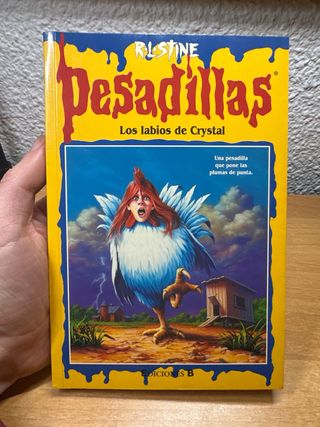 R.L. STINE
Pesadillas®
Los labios de Crystal
Una pesadilla
que pone las
plumas de punta.
EDICIONES B